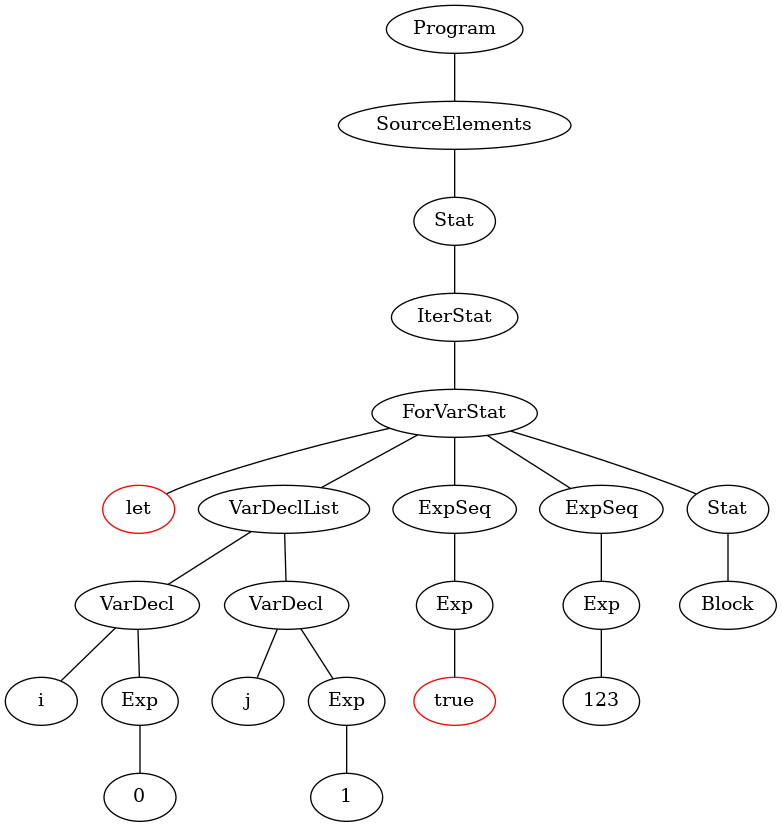 Program
SourceElements
Stat
IterStat
ForVarStat
let VarDeclList ExpSeq ExpSeq Stat
VarDecl VarDecl Exp Exp Block
i Exp j Exp true 123
0 1